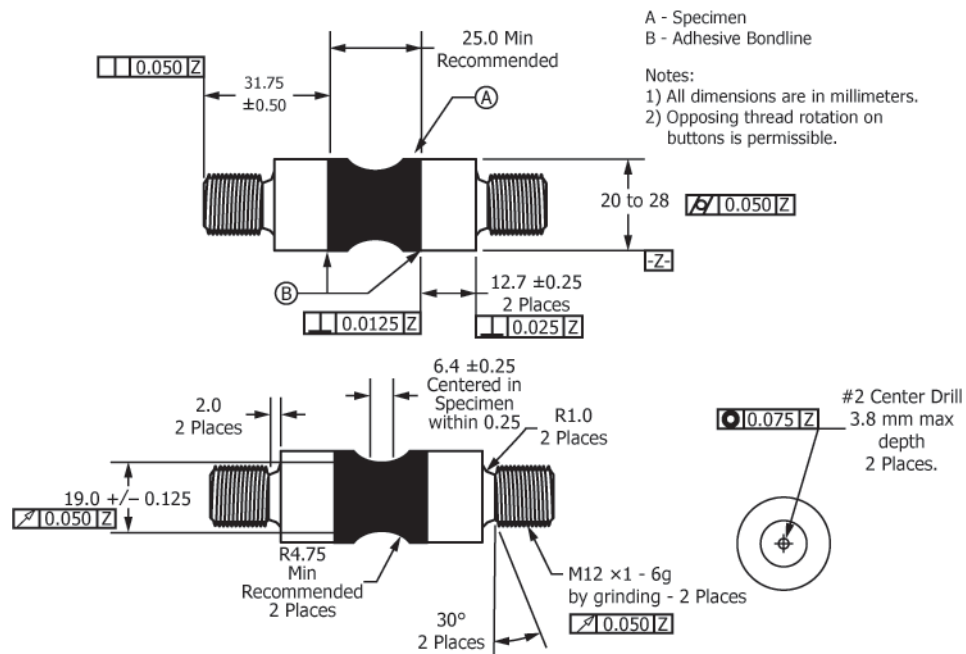 25.0 Min
Recommended
A - Specimen
B - Adhesive Bondline
Notes:
1) All dimensions are in millimeters.
2) Opposing thread rotation on
buttons is permissible.
0.050 Z
31.75
±0.50
A
20 to 28
0.050 Z
-Z-
B
12.7 ±0.25
2 Places
0.0125 Z
0.025 Z
6.4 ±0.25
Centered in
Specimen
within 0.25
2.0
2 Places
R1.0
2 Places
#2 Center Drill
3.8 mm max
depth
2 Places.
0.075 Z
19.0 +/- 0.125
0.050 Z
R4.75
Min
Recommended
2 Places
M12 ×1 - 6g
by grinding - 2 Places
0.050 Z
30°
2 Places